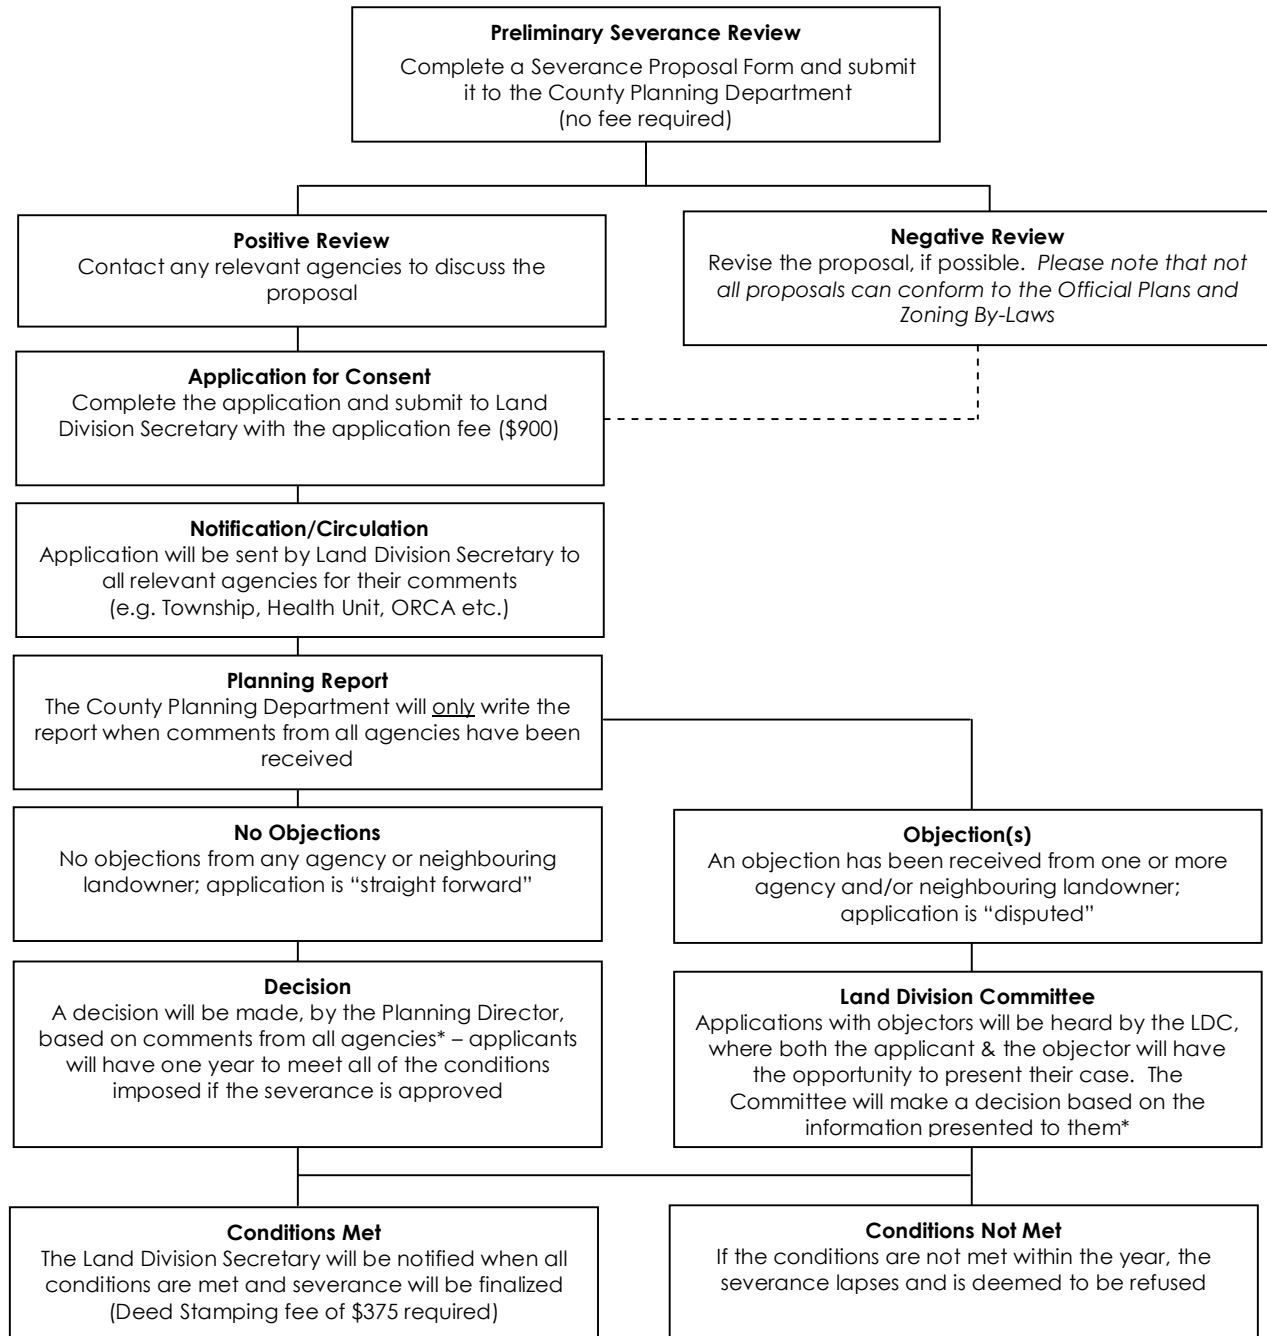 Preliminary Severance Review
Complete a Severance Proposal Form and submit
it to the County Planning Department
(no fee required)
Positive Review
Contact any relevant agencies to discuss the
proposal
Negative Review
Revise the proposal, if possible.  Please note that not
all proposals can conform to the Official Plans and
Zoning By-Laws
Application for Consent
Complete the application and submit to Land
Division Secretary with the application fee ($900)
Notification/Circulation
Application will be sent by Land Division Secretary to
all relevant agencies for their comments
(e.g. Township, Health Unit, ORCA etc.)
Planning Report
The County Planning Department will only write the
report when comments from all agencies have been
received
No Objections
No objections from any agency or neighbouring
landowner; application is “straight forward”
Objection(s)
An objection has been received from one or more
agency and/or neighbouring landowner;
application is “disputed”
Decision
A decision will be made, by the Planning Director,
based on comments from all agencies* – applicants
will have one year to meet all of the conditions
imposed if the severance is approved
Land Division Committee
Applications with objectors will be heard by the LDC,
where both the applicant & the objector will have
the opportunity to present their case.  The
Committee will make a decision based on the
information presented to them*
Conditions Met
The Land Division Secretary will be notified when all
conditions are met and severance will be finalized
(Deed Stamping fee of $375 required)
Conditions Not Met
If the conditions are not met within the year, the
severance lapses and is deemed to be refused